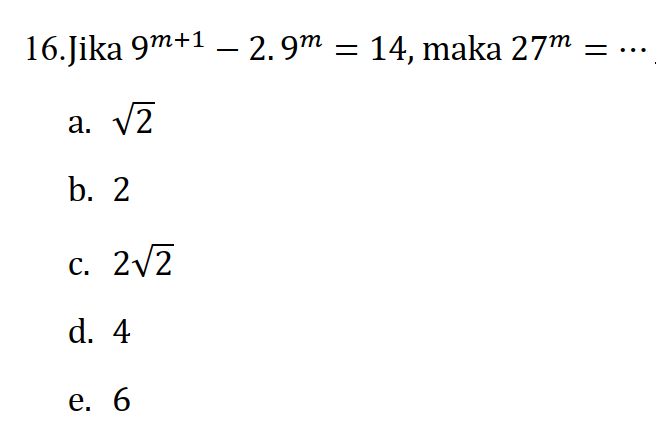 16.Jika 9^{m+1} − 2. 9^m = 14, maka 27^m = ⋯.
a. √2
b. 2
c. 2√2
d. 4
e. 6